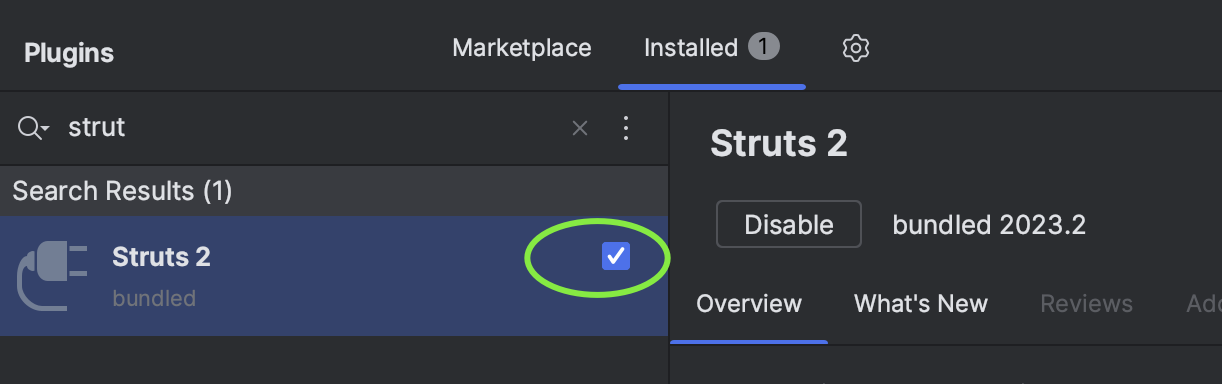 Plugins
Marketplace
Installed 1
strut
Search Results (1)
Struts 2
bundled
Struts 2
Disable
bundled 2023.2
Overview
What's New
Reviews